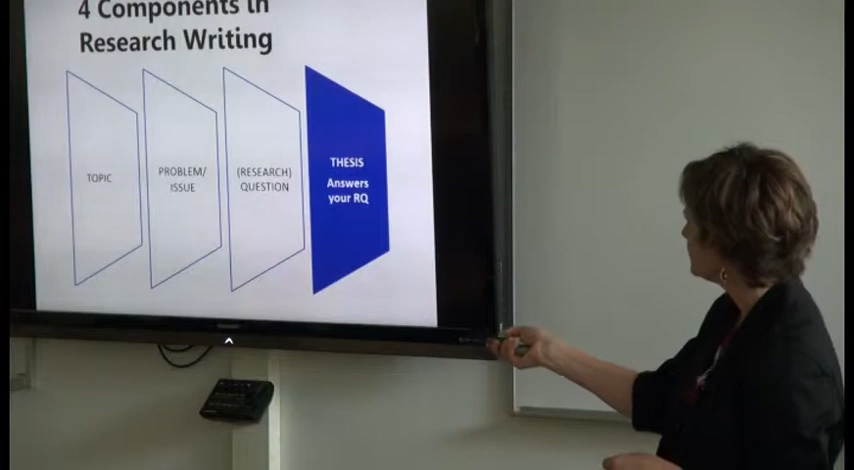 4 Components in
Research Writing
TOPIC
PROBLEM/
ISSUE
(RESEARCH)
QUESTION
THESIS
Answers
your RQ